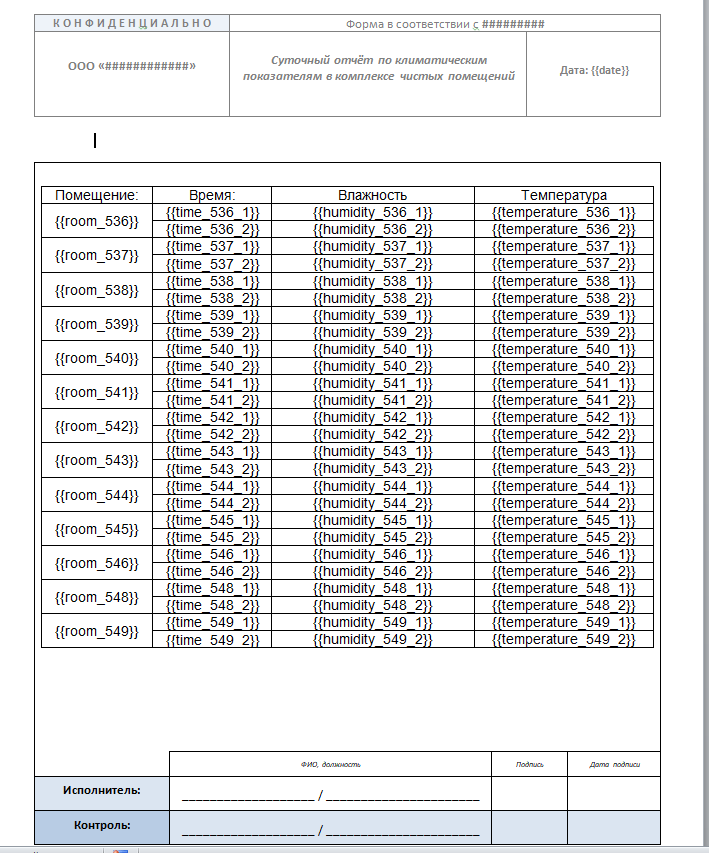 КОНФИДЕНЦИАЛЬНО
Форма в соответствии с #########
ООО «############»
Суточный отчёт по климатическим
показателям в комплексе чистых помещений
Дата: {{date}}
Помещение: Время: Влажность Температура
{{room_536}} {{time_536_1}} {{humidity_536_1}} {{temperature_536_1}}
{{time_536_2}} {{humidity_536_2}} {{temperature_536_2}}
{{room_537}} {{time_537_1}} {{humidity_537_1}} {{temperature_537_1}}
{{time_537_2}} {{humidity_537_2}} {{temperature_537_2}}
{{room_538}} {{time_538_1}} {{humidity_538_1}} {{temperature_538_1}}
{{time_538_2}} {{humidity_538_2}} {{temperature_538_2}}
{{room_539}} {{time_539_1}} {{humidity_539_1}} {{temperature_539_1}}
{{time_539_2}} {{humidity_539_2}} {{temperature_539_2}}
{{room_540}} {{time_540_1}} {{humidity_540_1}} {{temperature_540_1}}
{{time_540_2}} {{humidity_540_2}} {{temperature_540_2}}
{{room_541}} {{time_541_1}} {{humidity_541_1}} {{temperature_541_1}}
{{time_541_2}} {{humidity_541_2}} {{temperature_541_2}}
{{room_542}} {{time_542_1}} {{humidity_542_1}} {{temperature_542_1}}
{{time_542_2}} {{humidity_542_2}} {{temperature_542_2}}
{{room_543}} {{time_543_1}} {{humidity_543_1}} {{temperature_543_1}}
{{time_543_2}} {{humidity_543_2}} {{temperature_543_2}}
{{room_544}} {{time_544_1}} {{humidity_544_1}} {{temperature_544_1}}
{{time_544_2}} {{humidity_544_2}} {{temperature_544_2}}
{{room_545}} {{time_545_1}} {{humidity_545_1}} {{temperature_545_1}}
{{time_545_2}} {{humidity_545_2}} {{temperature_545_2}}
{{room_546}} {{time_546_1}} {{humidity_546_1}} {{temperature_546_1}}
{{time_546_2}} {{humidity_546_2}} {{temperature_546_2}}
{{room_548}} {{time_548_1}} {{humidity_548_1}} {{temperature_548_1}}
{{time_548_2}} {{humidity_548_2}} {{temperature_548_2}}
{{room_549}} {{time_549_1}} {{humidity_549_1}} {{temperature_549_1}}
{{time_549_2}} {{humidity_549_2}} {{temperature_549_2}}
ФИО, должность Подпись Дата подписи
Исполнитель: ___________________ / ______________________
Контроль: ___________________ / ______________________